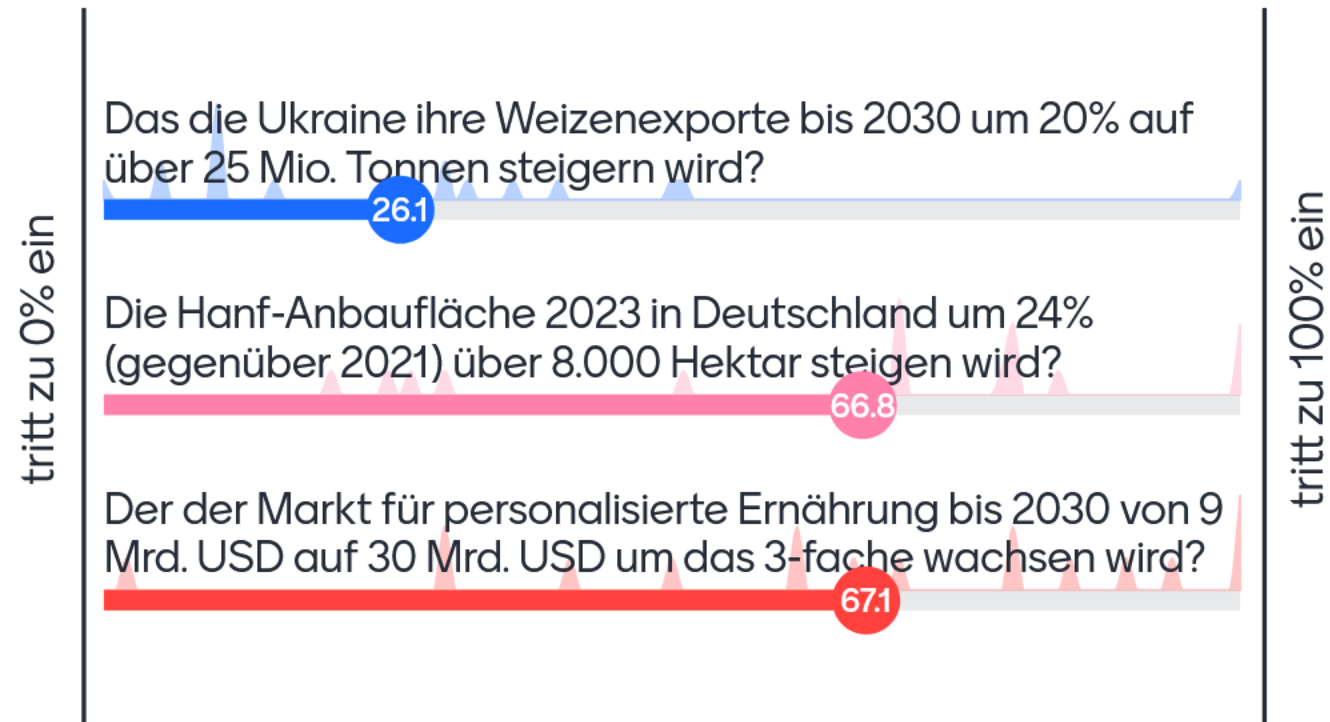 Das die Ukraine ihre Weizenexporte bis 2030 um 20% auf
über 25 Mio. Tonnen steigern wird?
26.1
tritt zu 0% ein
Die Hanf-Anbaufläche 2023 in Deutschland um 24%
(gegenüber 2021) über 8.000 Hektar steigen wird?
66.8
tritt zu 100% ein
Der der Markt für personalisierte Ernährung bis 2030 von 9
Mrd. USD auf 30 Mrd. USD um das 3-fache wachsen wird?
67.1